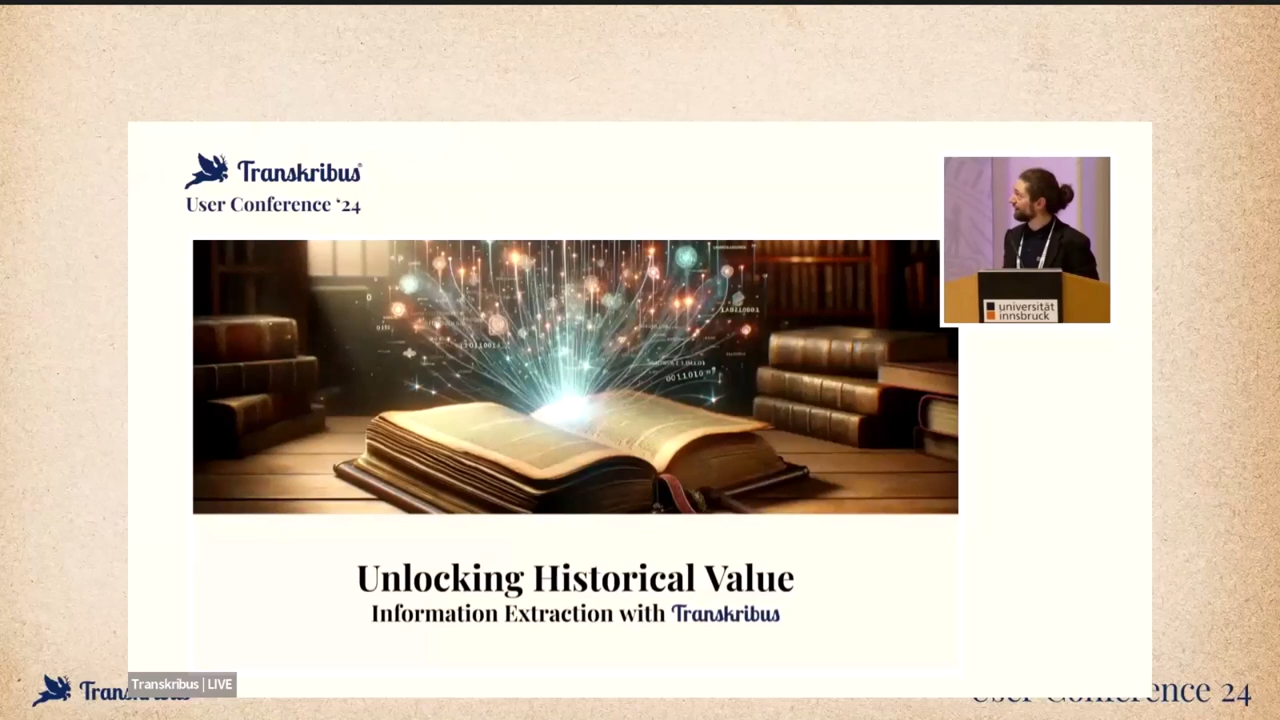 Transkribus
User Conference ‘24
universität
innsbruck
Unlocking Historical Value
Information Extraction with Transkribus
Transkribus | LIVE
User Conference 24